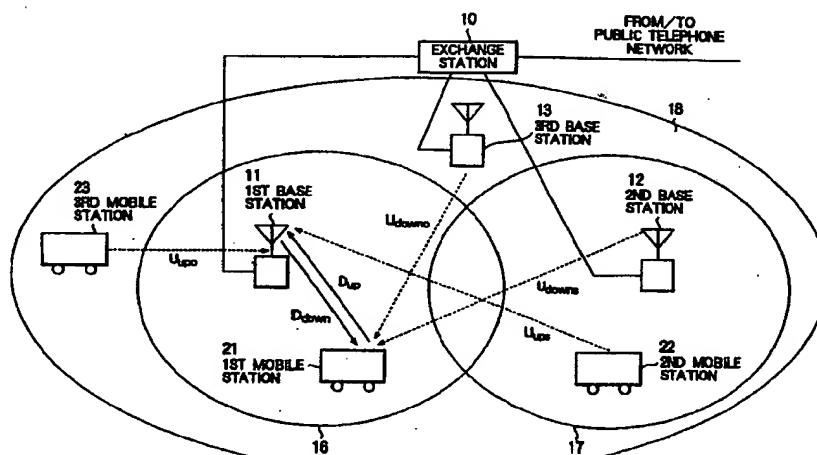 10
EXCHANGE
STATION
FROM/TO
PUBLIC TELEPHONE
NETWORK
18
13
3RD BASE
STATION
11
1ST BASE
STATION
12
2ND BASE
STATION
23
3RD MOBILE
STATION
Udowno
Uupo
Dup
Ddown
Udowns
Uups
21
1ST MOBILE
STATION
22
2ND MOBILE
STATION
16
17